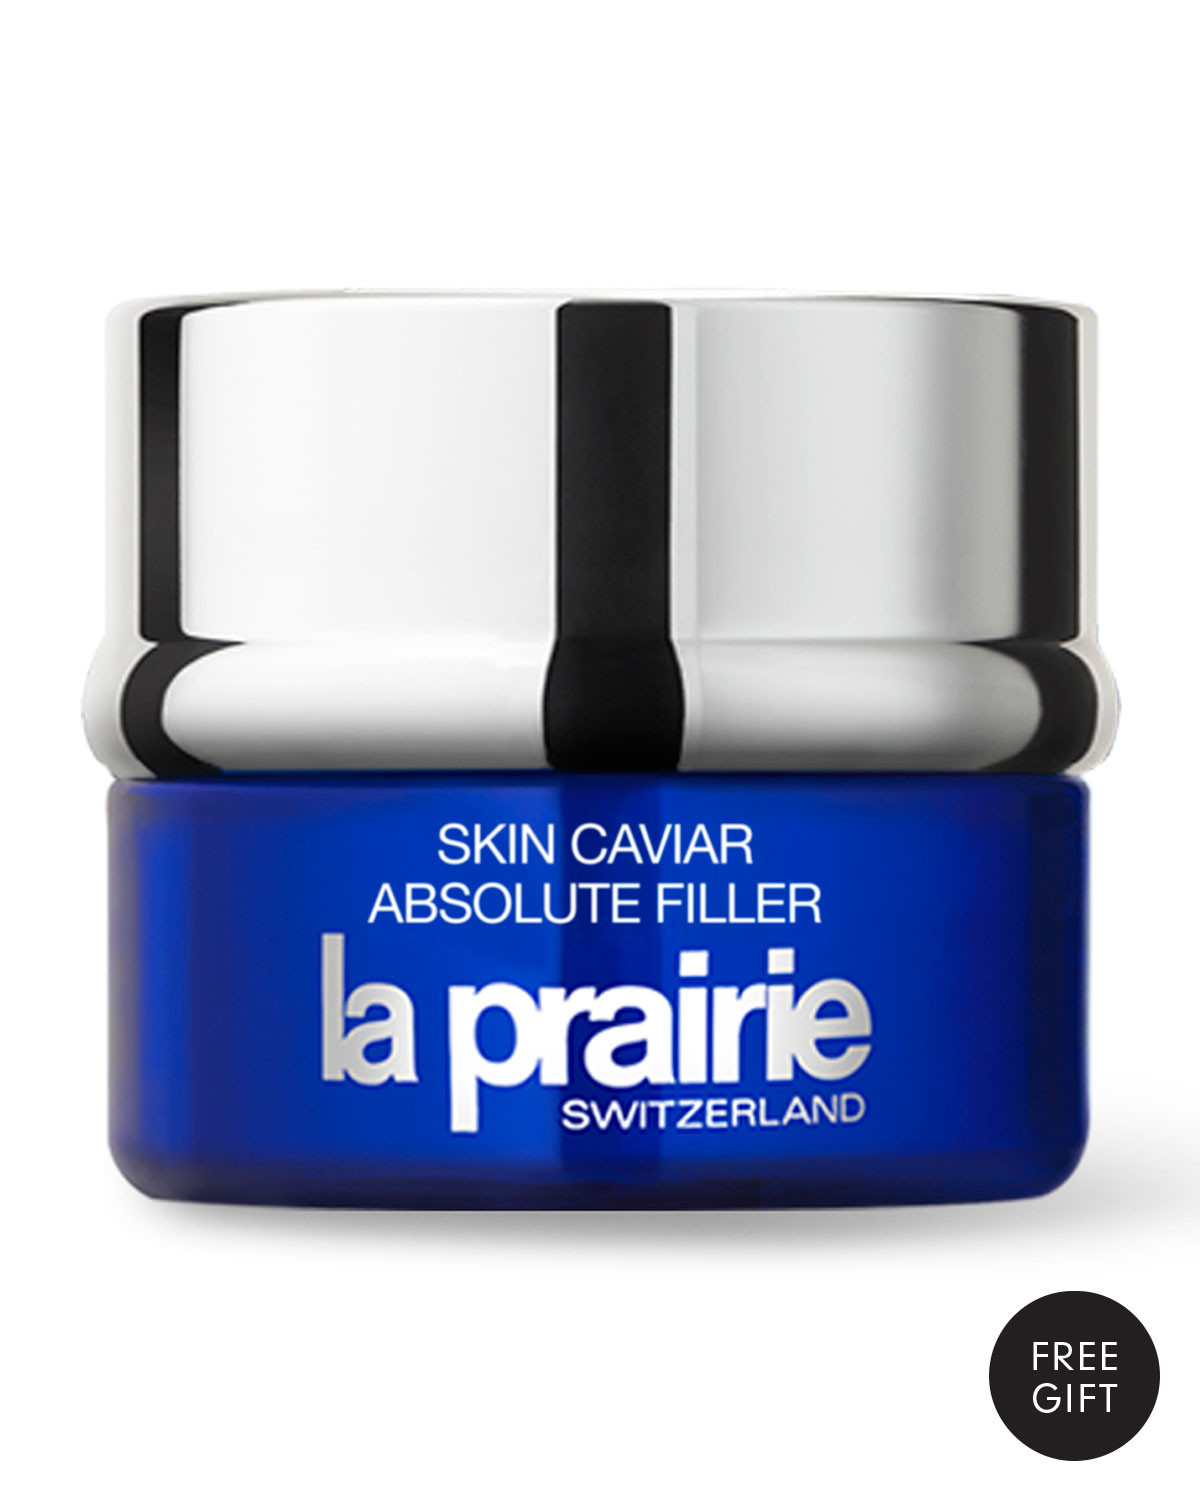 SKIN CAVIAR
ABSOLUTE FILLER
la prairie
SWITZERLAND
FREE
GIFT